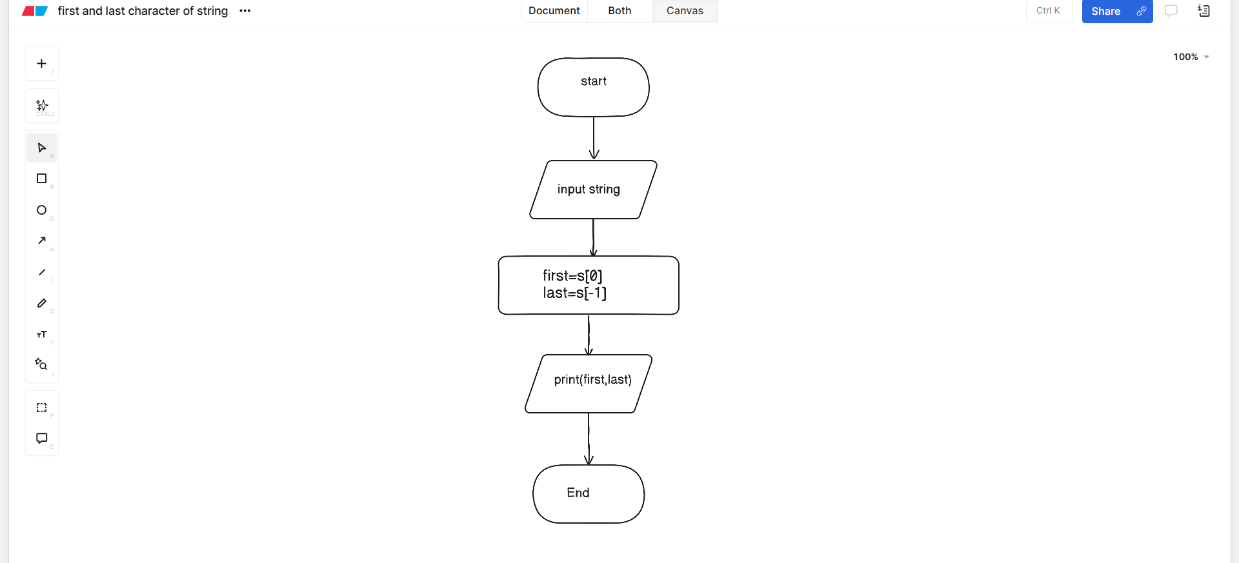 first and last character of string
Document Both Canvas
Ctrl K
Share
100%
start
input string
first=s[0]
last=s[-1]
print(first,last)
End